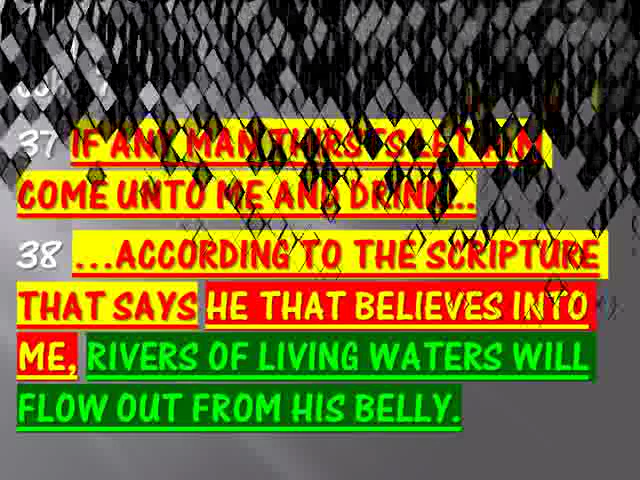 37 IF ANY MAN THIRSTS LET HIM
COME UNTO ME AND DRINK...
38 ...ACCORDING TO THE SCRIPTURE
THAT SAYS HE THAT BELIEVES INTO
ME, RIVERS OF LIVING WATERS WILL
FLOW OUT FROM HIS BELLY.